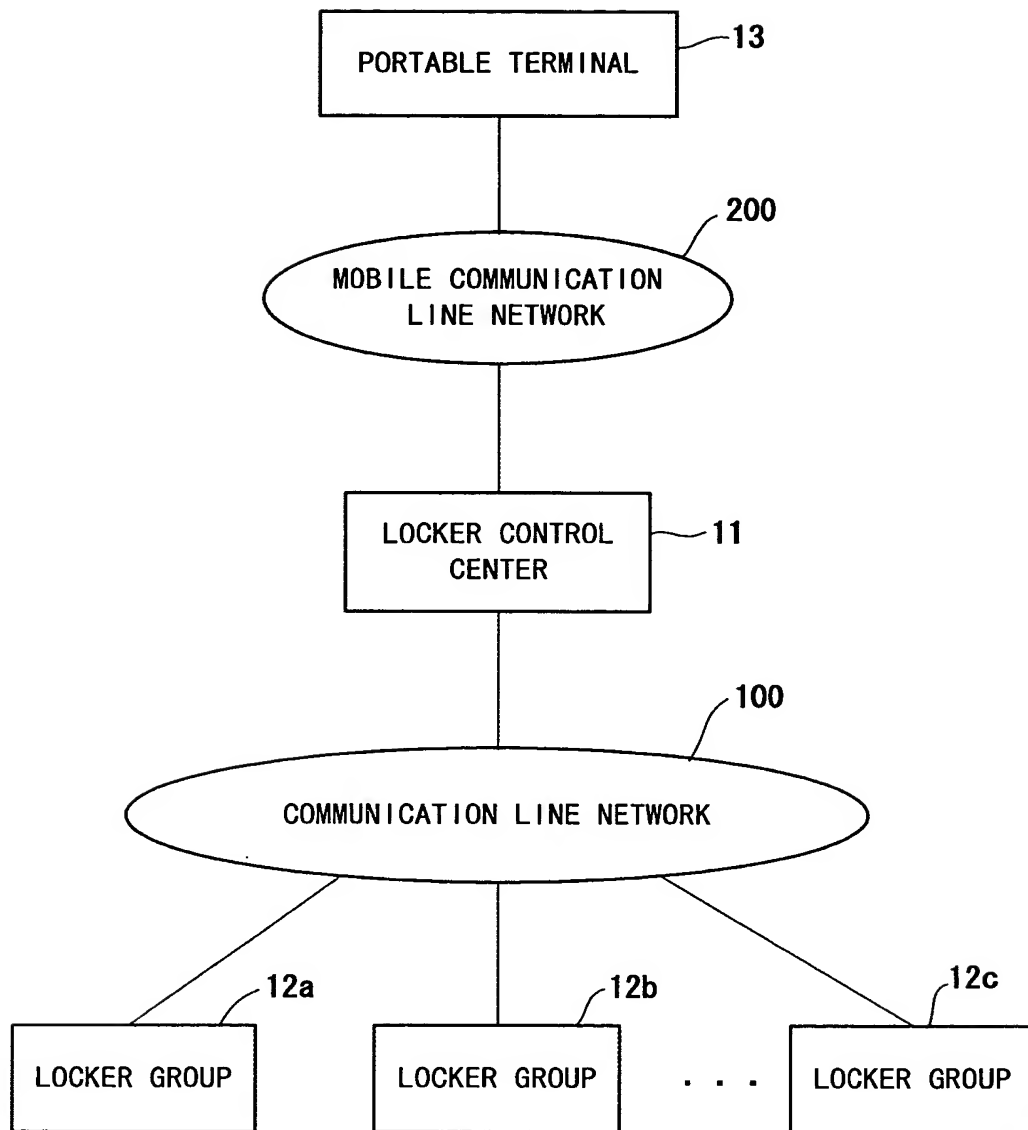 PORTABLE TERMINAL
13
200
MOBILE COMMUNICATION
LINE NETWORK
LOCKER CONTROL
CENTER
11
100
COMMUNICATION LINE NETWORK
12a
12b
12c
LOCKER GROUP
LOCKER GROUP
. . .
LOCKER GROUP